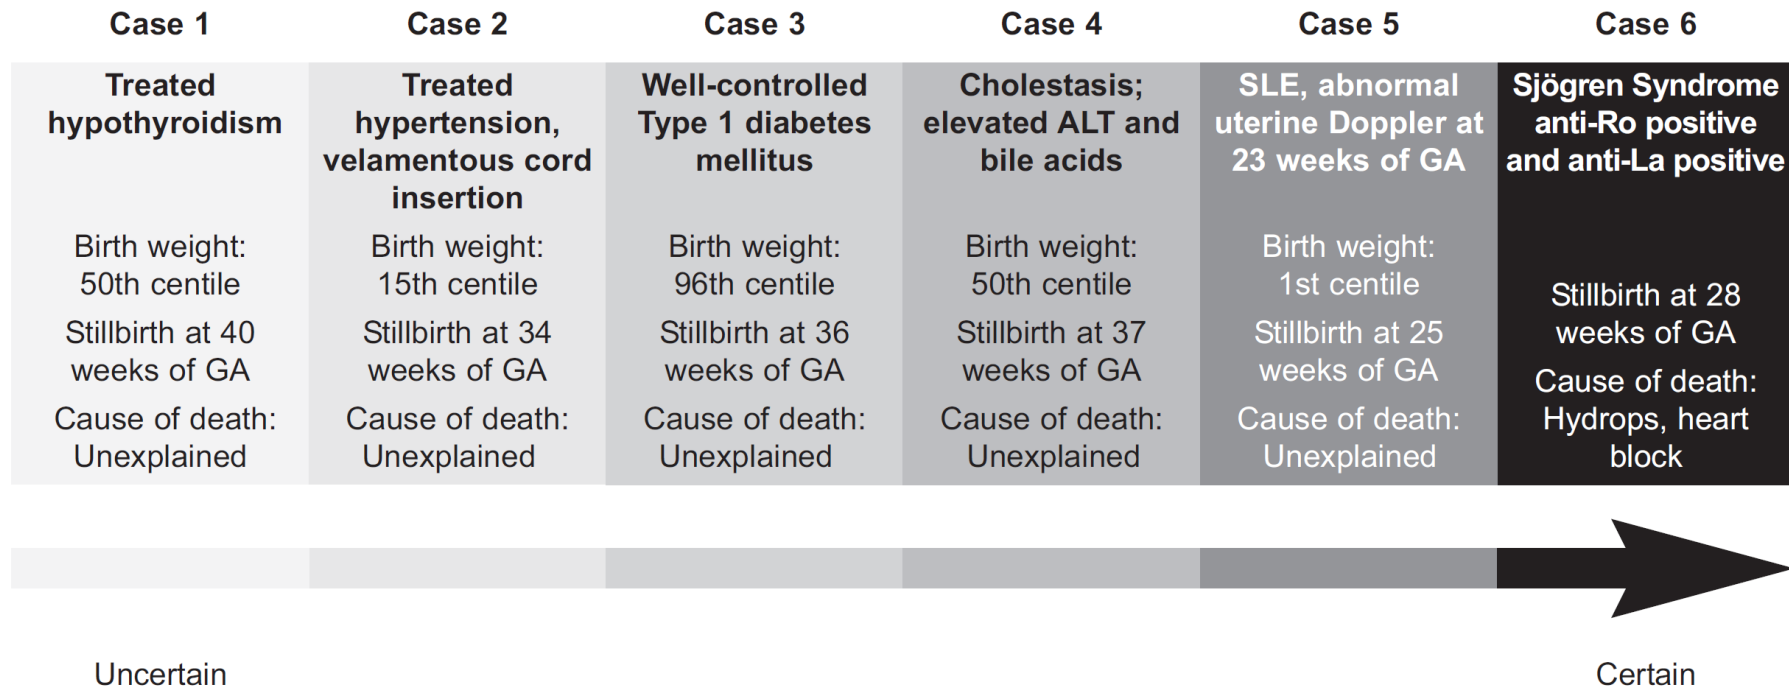 Case 1
Treated
hypothyroidism
Birth weight:
50th centile
Stillbirth at 40
weeks of GA
Cause of death:
Unexplained
Case 2
Treated
hypertension,
velamentous cord
insertion
Birth weight:
15th centile
Stillbirth at 34
weeks of GA
Cause of death:
Unexplained
Case 3
Well-controlled
Type 1 diabetes
mellitus
Birth weight:
96th centile
Stillbirth at 36
weeks of GA
Cause of death:
Unexplained
Case 4
Cholestasis;
elevated ALT and
bile acids
Birth weight:
50th centile
Stillbirth at 37
weeks of GA
Cause of death:
Unexplained
Case 5
SLE, abnormal
uterine Doppler at
23 weeks of GA
Birth weight:
1st centile
Stillbirth at 25
weeks of GA
Cause of death:
Unexplained
Case 6
Sjögren Syndrome
anti-Ro positive
and anti-La positive
Stillbirth at 28
weeks of GA
Cause of death:
Hydrops, heart
block
Uncertain
Certain